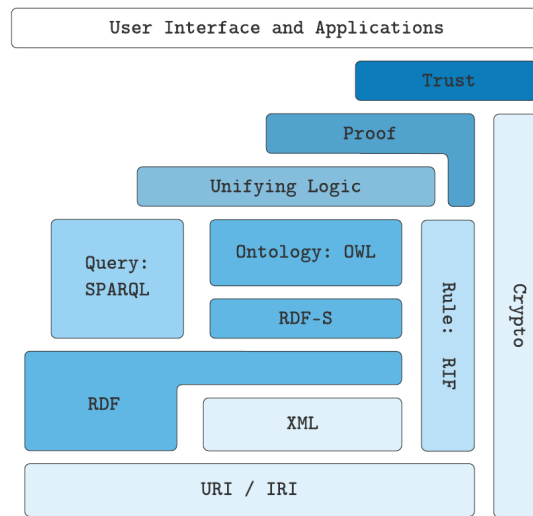 User Interface and Applications
Trust
Proof
Unifying Logic
Query:
SPARQL
Ontology: OWL
RDF-S
Rule: RIF
Crypto
RDF
XML
URI / IRI